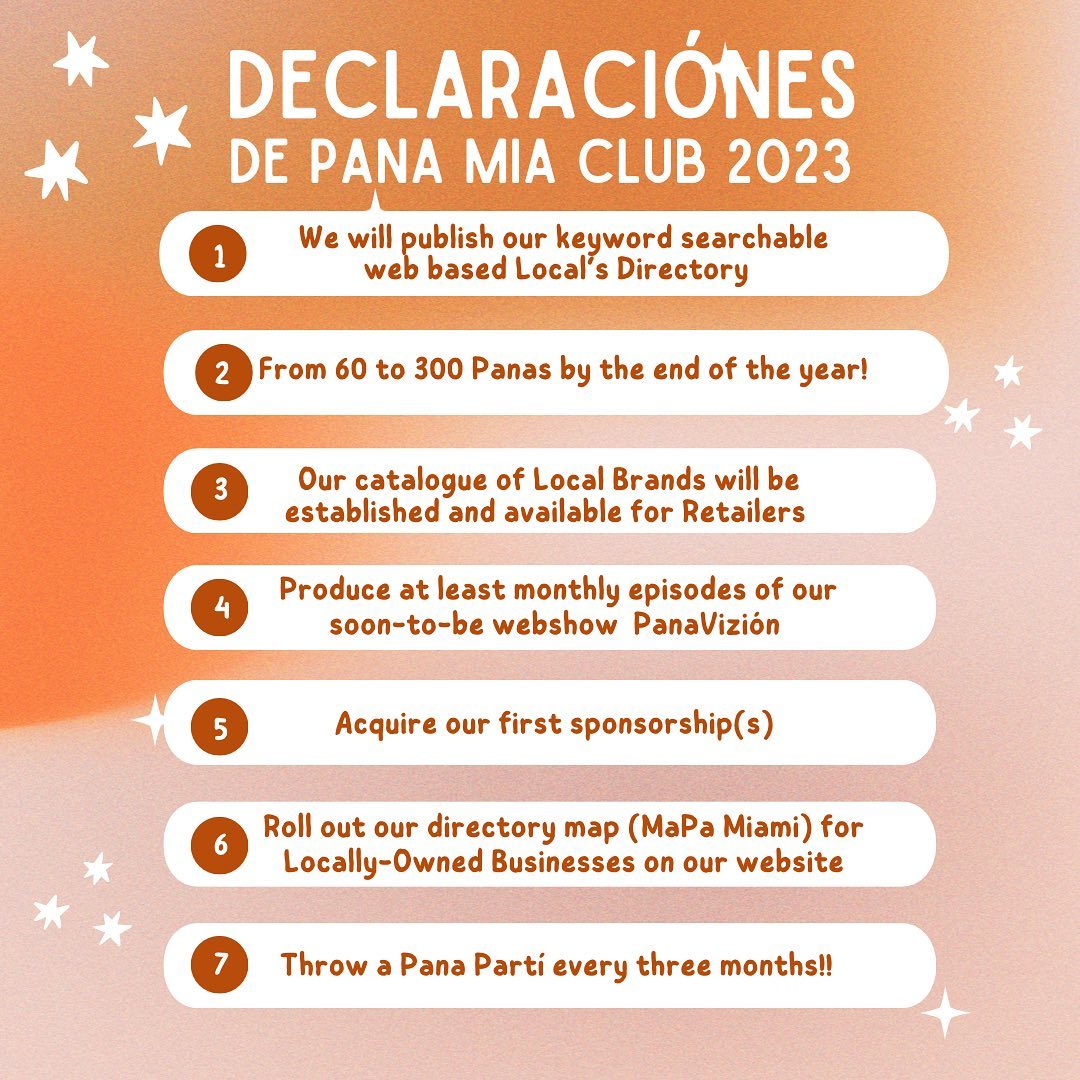 DECLARACIÓNES
DE PANA MIA CLUB 2023
1
We will publish our keyword searchable
web based Local's Directory
2
From 60 to 300 Panas by the end of the year!
3
Our catalogue of Local Brands will be
established and available for Retailers
4
Produce at least monthly episodes of our
soon-to-be webshow PanaVizión
5
Acquire our first sponsorship(s)
6
Roll out our directory map (MaPa Miami) for
Locally-Owned Businesses on our website
7
Throw a Pana Partí every three months!!